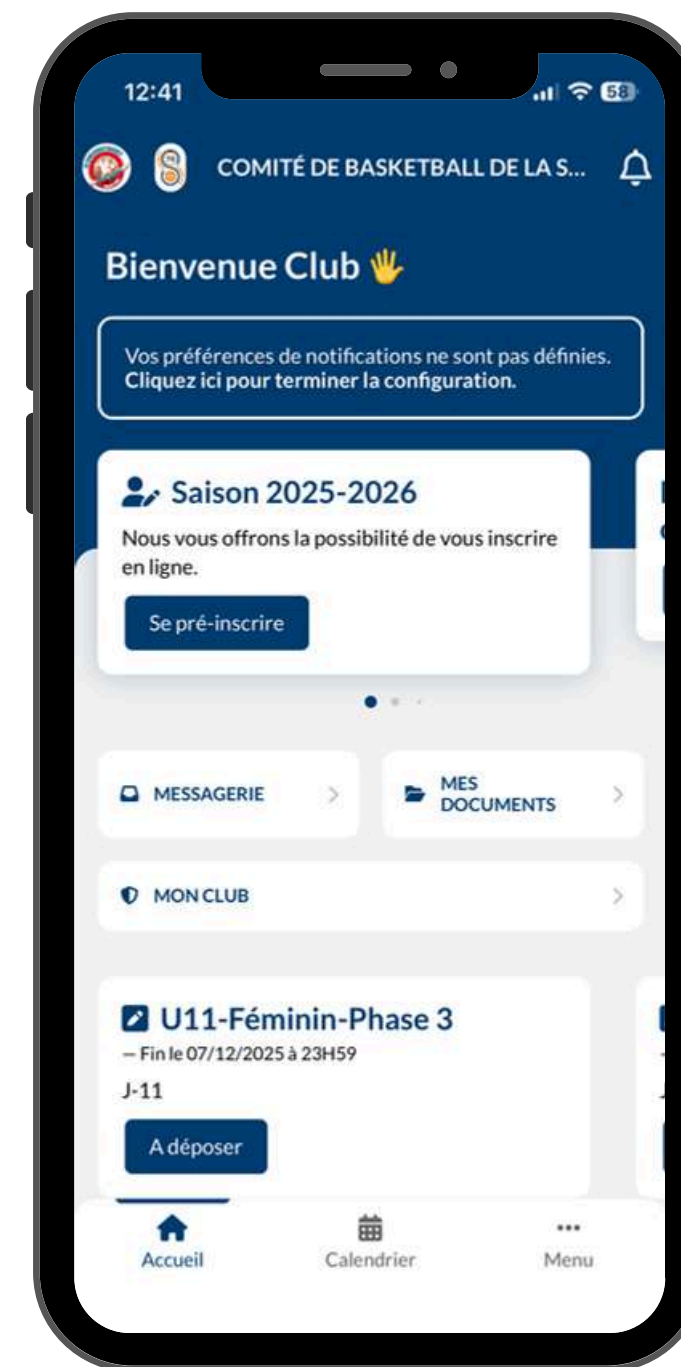 12:41
58
COMITÉ DE BASKETBALL DE LA S...
Bienvenue Club 🖐
Vos préférences de notifications ne sont pas définies.
Cliquez ici pour terminer la configuration.
Saison 2025-2026
Nous vous offrons la possibilité de vous inscrire
en ligne.
Se pré-inscrire
MESSAGERIE
MES
DOCUMENTS
MON CLUB
U11-Féminin-Phase 3
— Fin le 07/12/2025 à 23H59
J-11
A déposer
Accueil
Calendrier
Menu